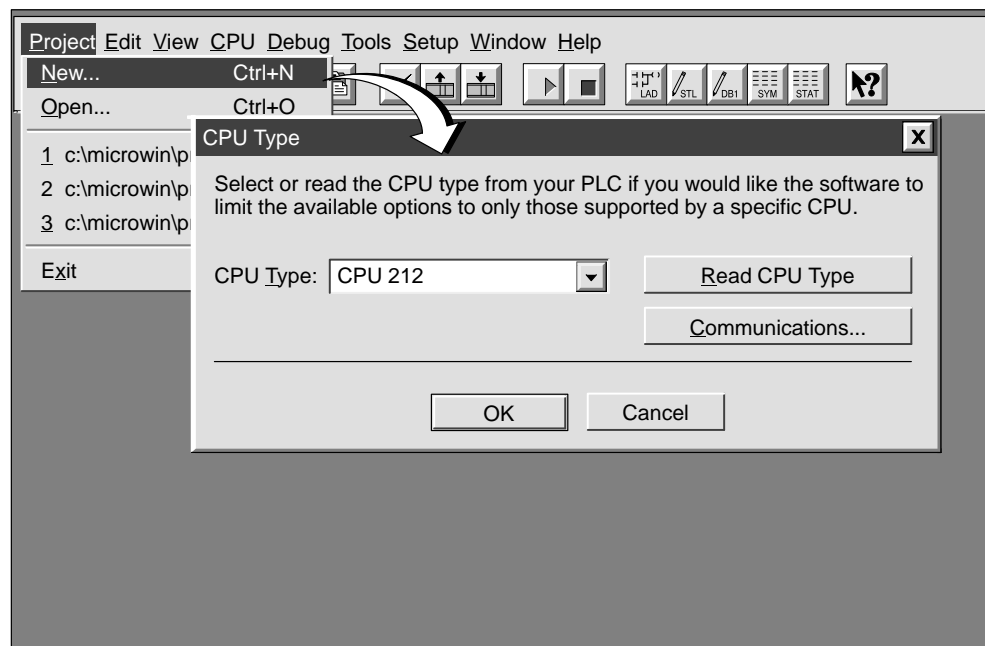 Project Edit View CPU Debug Tools Setup Window Help
New... Ctrl+N
LAD STL DB1 SYM STAT ?
Open... Ctrl+O
1 c:\microwin\p
2 c:\microwin\p
3 c:\microwin\p
Exit
CPU Type X
Select or read the CPU type from your PLC if you would like the software to
limit the available options to only those supported by a specific CPU.
CPU Type: CPU 212 Read CPU Type
Communications...
OK Cancel